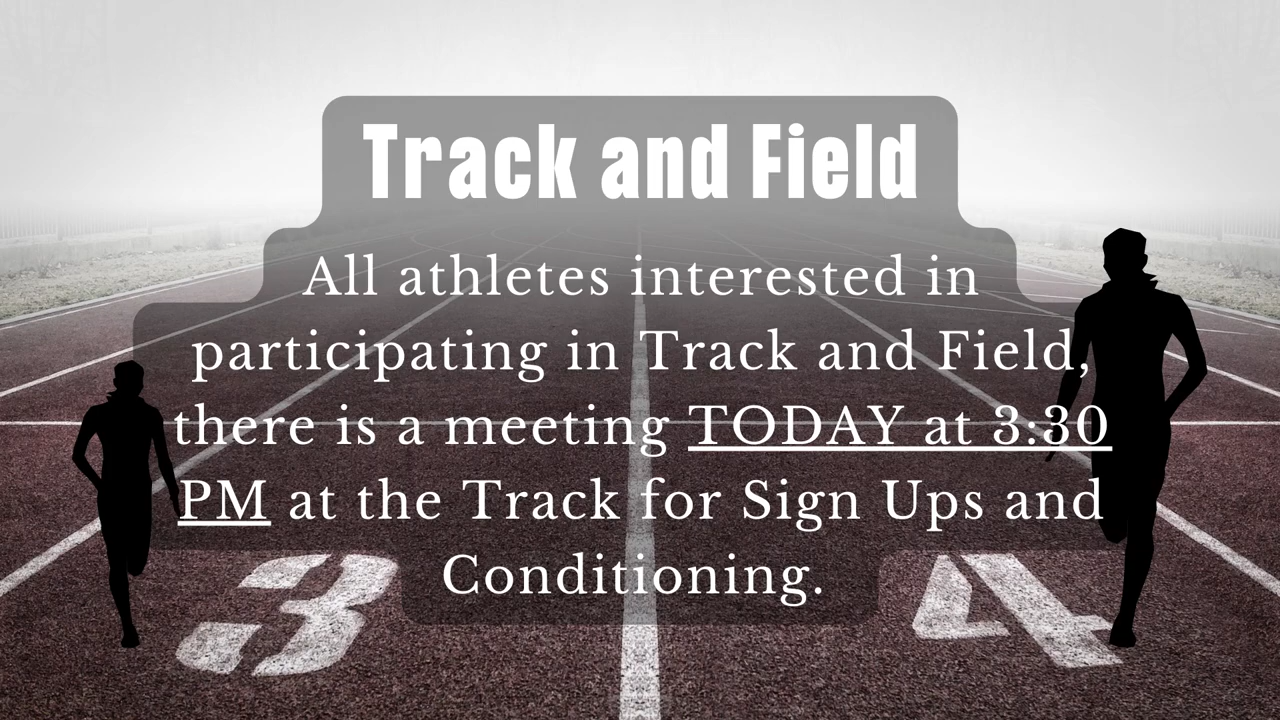 Track and Field
All athletes interested in
participating in Track and Field,
there is a meeting TODAY at 3:30
PM at the Track for Sign Ups and
Conditioning.
3 4